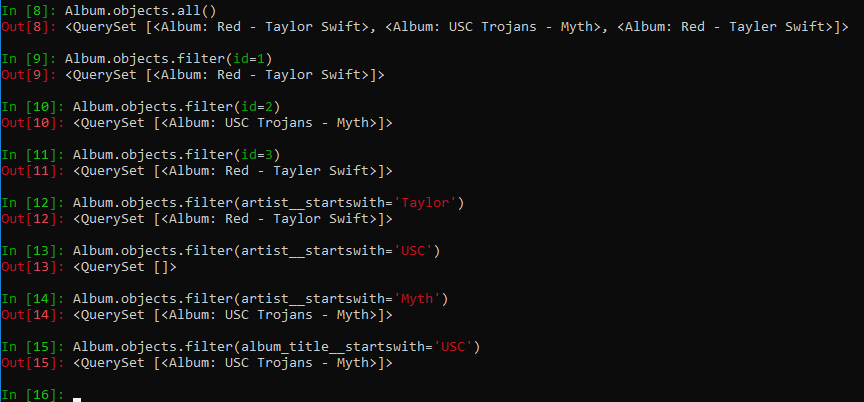 In [8]: Album.objects.all()
Out[8]: <QuerySet [<Album: Red - Taylor Swift>, <Album: USC Trojans - Myth>, <Album: Red - Tayler Swift>]>
In [9]: Album.objects.filter(id=1)
Out[9]: <QuerySet [<Album: Red - Taylor Swift>]>
In [10]: Album.objects.filter(id=2)
Out[10]: <QuerySet [<Album: USC Trojans - Myth>]>
In [11]: Album.objects.filter(id=3)
Out[11]: <QuerySet [<Album: Red - Tayler Swift>]>
In [12]: Album.objects.filter(artist__startswith='Taylor')
Out[12]: <QuerySet [<Album: Red - Taylor Swift>]>
In [13]: Album.objects.filter(artist__startswith='USC')
Out[13]: <QuerySet []>
In [14]: Album.objects.filter(artist__startswith='Myth')
Out[14]: <QuerySet [<Album: USC Trojans - Myth>]>
In [15]: Album.objects.filter(album_title__startswith='USC')
Out[15]: <QuerySet [<Album: USC Trojans - Myth>]>
In [16]: